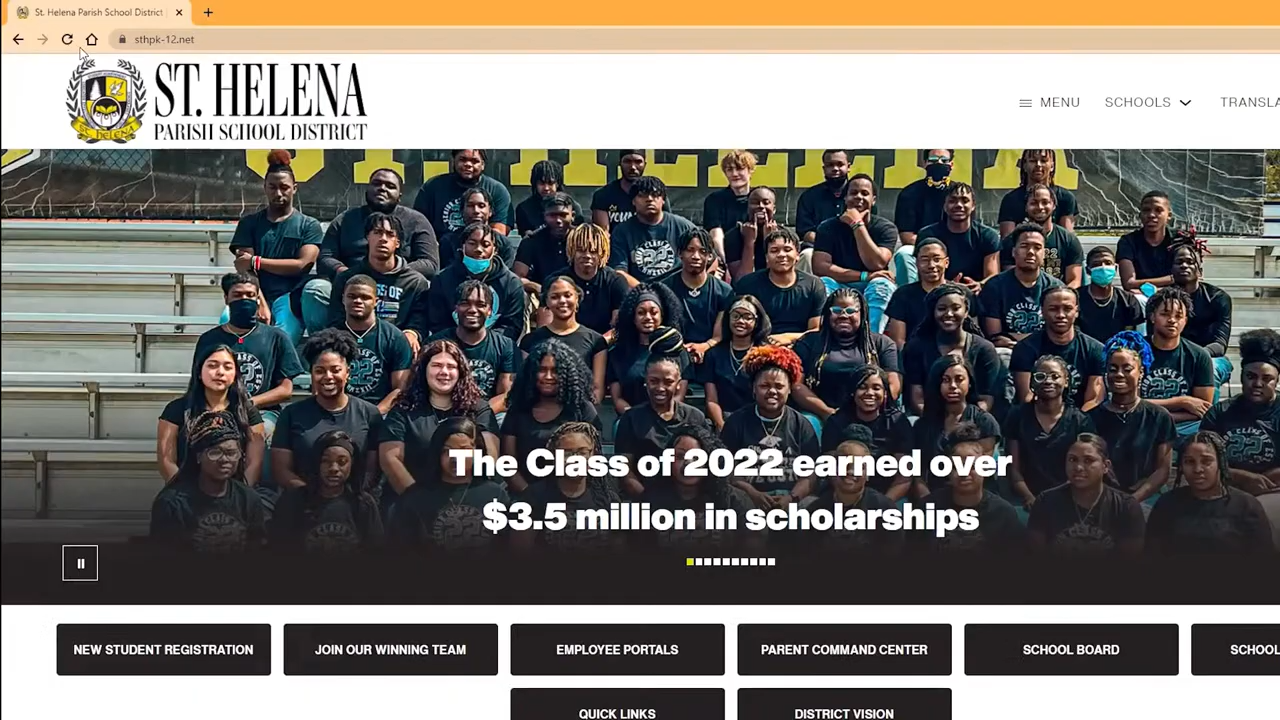 St. Helena Parish School District
sthpk-12.net
ST. HELENA
PARISH SCHOOL DISTRICT
MENU
SCHOOLS
TRANSLA
ST. HELENA
The Class of 2022 earned over
$3.5 million in scholarships
NEW STUDENT REGISTRATION
JOIN OUR WINNING TEAM
EMPLOYEE PORTALS
PARENT COMMAND CENTER
SCHOOL BOARD
SCHOOL
QUICK LINKS
DISTRICT VISION